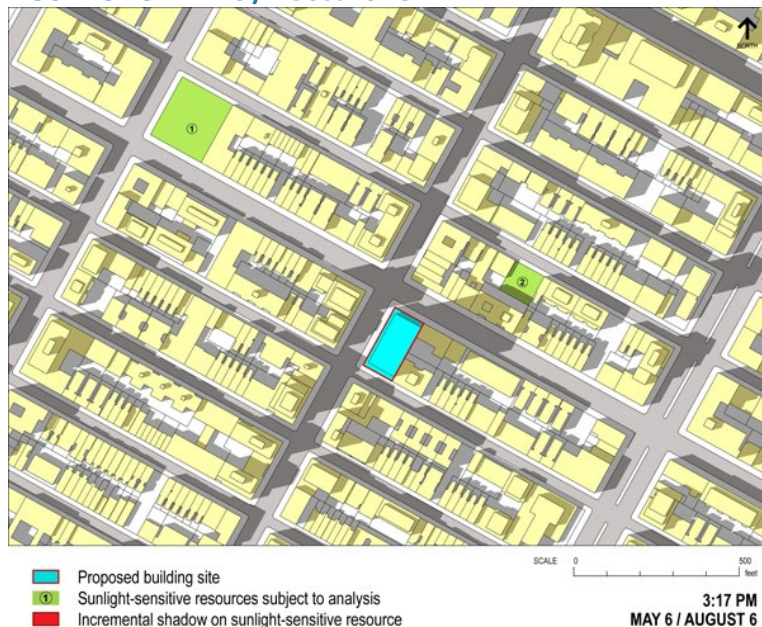 NORTH
①
②
SCALE 0 500
feet
Proposed building site
① Sunlight-sensitive resources subject to analysis
Incremental shadow on sunlight-sensitive resource
3:17 PM
MAY 6 / AUGUST 6